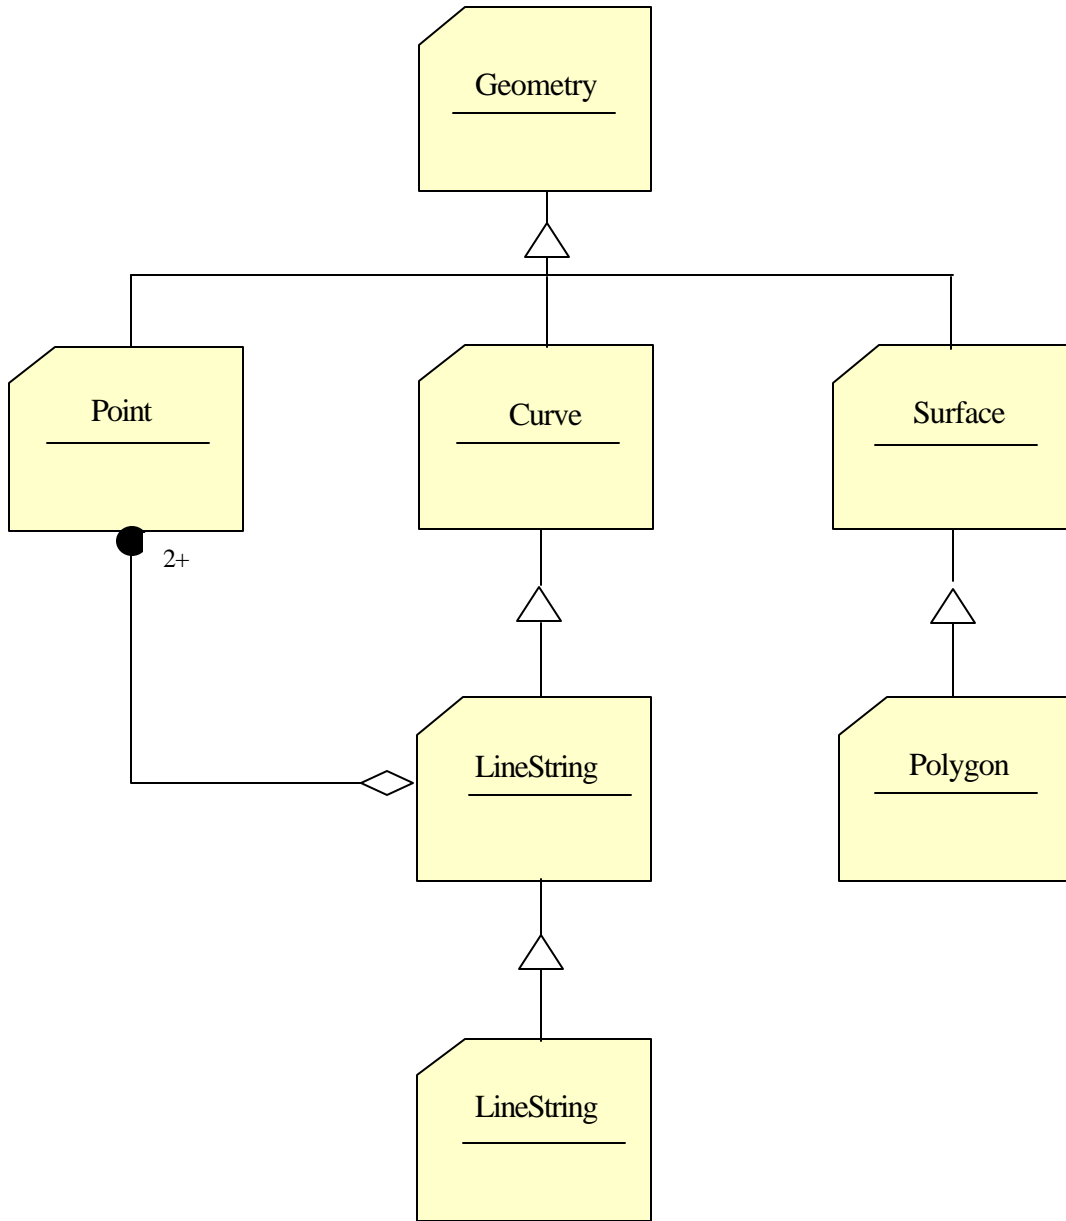 Geometry
Point
Curve
Surface
2+
LineString
Polygon
LineString